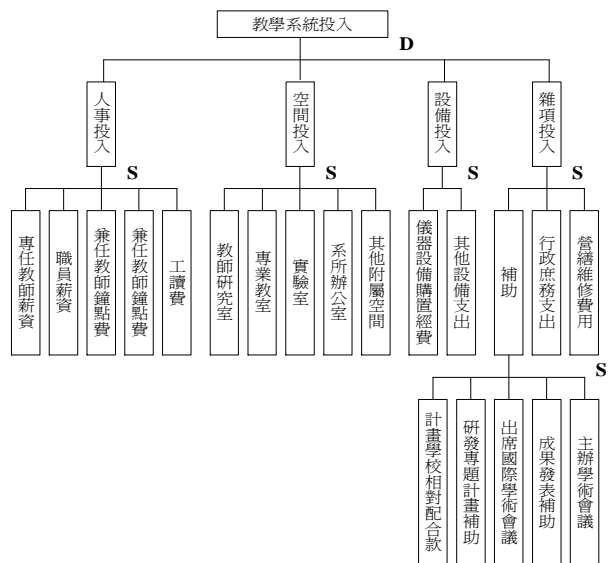 教學系統投入
D
人事投入
空間投入
設備投入
雜項投入
S
S
S
S
專任教師薪資
職員薪資
兼任教師鐘點費
兼任教師鐘點費
工讀費
教師研究室
專業教室
實驗室
系所辦公室
其他附屬空間
儀器設備購置經費
其他設備支出
補助
行政庶務支出
營繕維修費用
S
計畫學校相對配合款
研發專題計畫補助
出席國際學術會議
成果發表補助
主辦學術會議